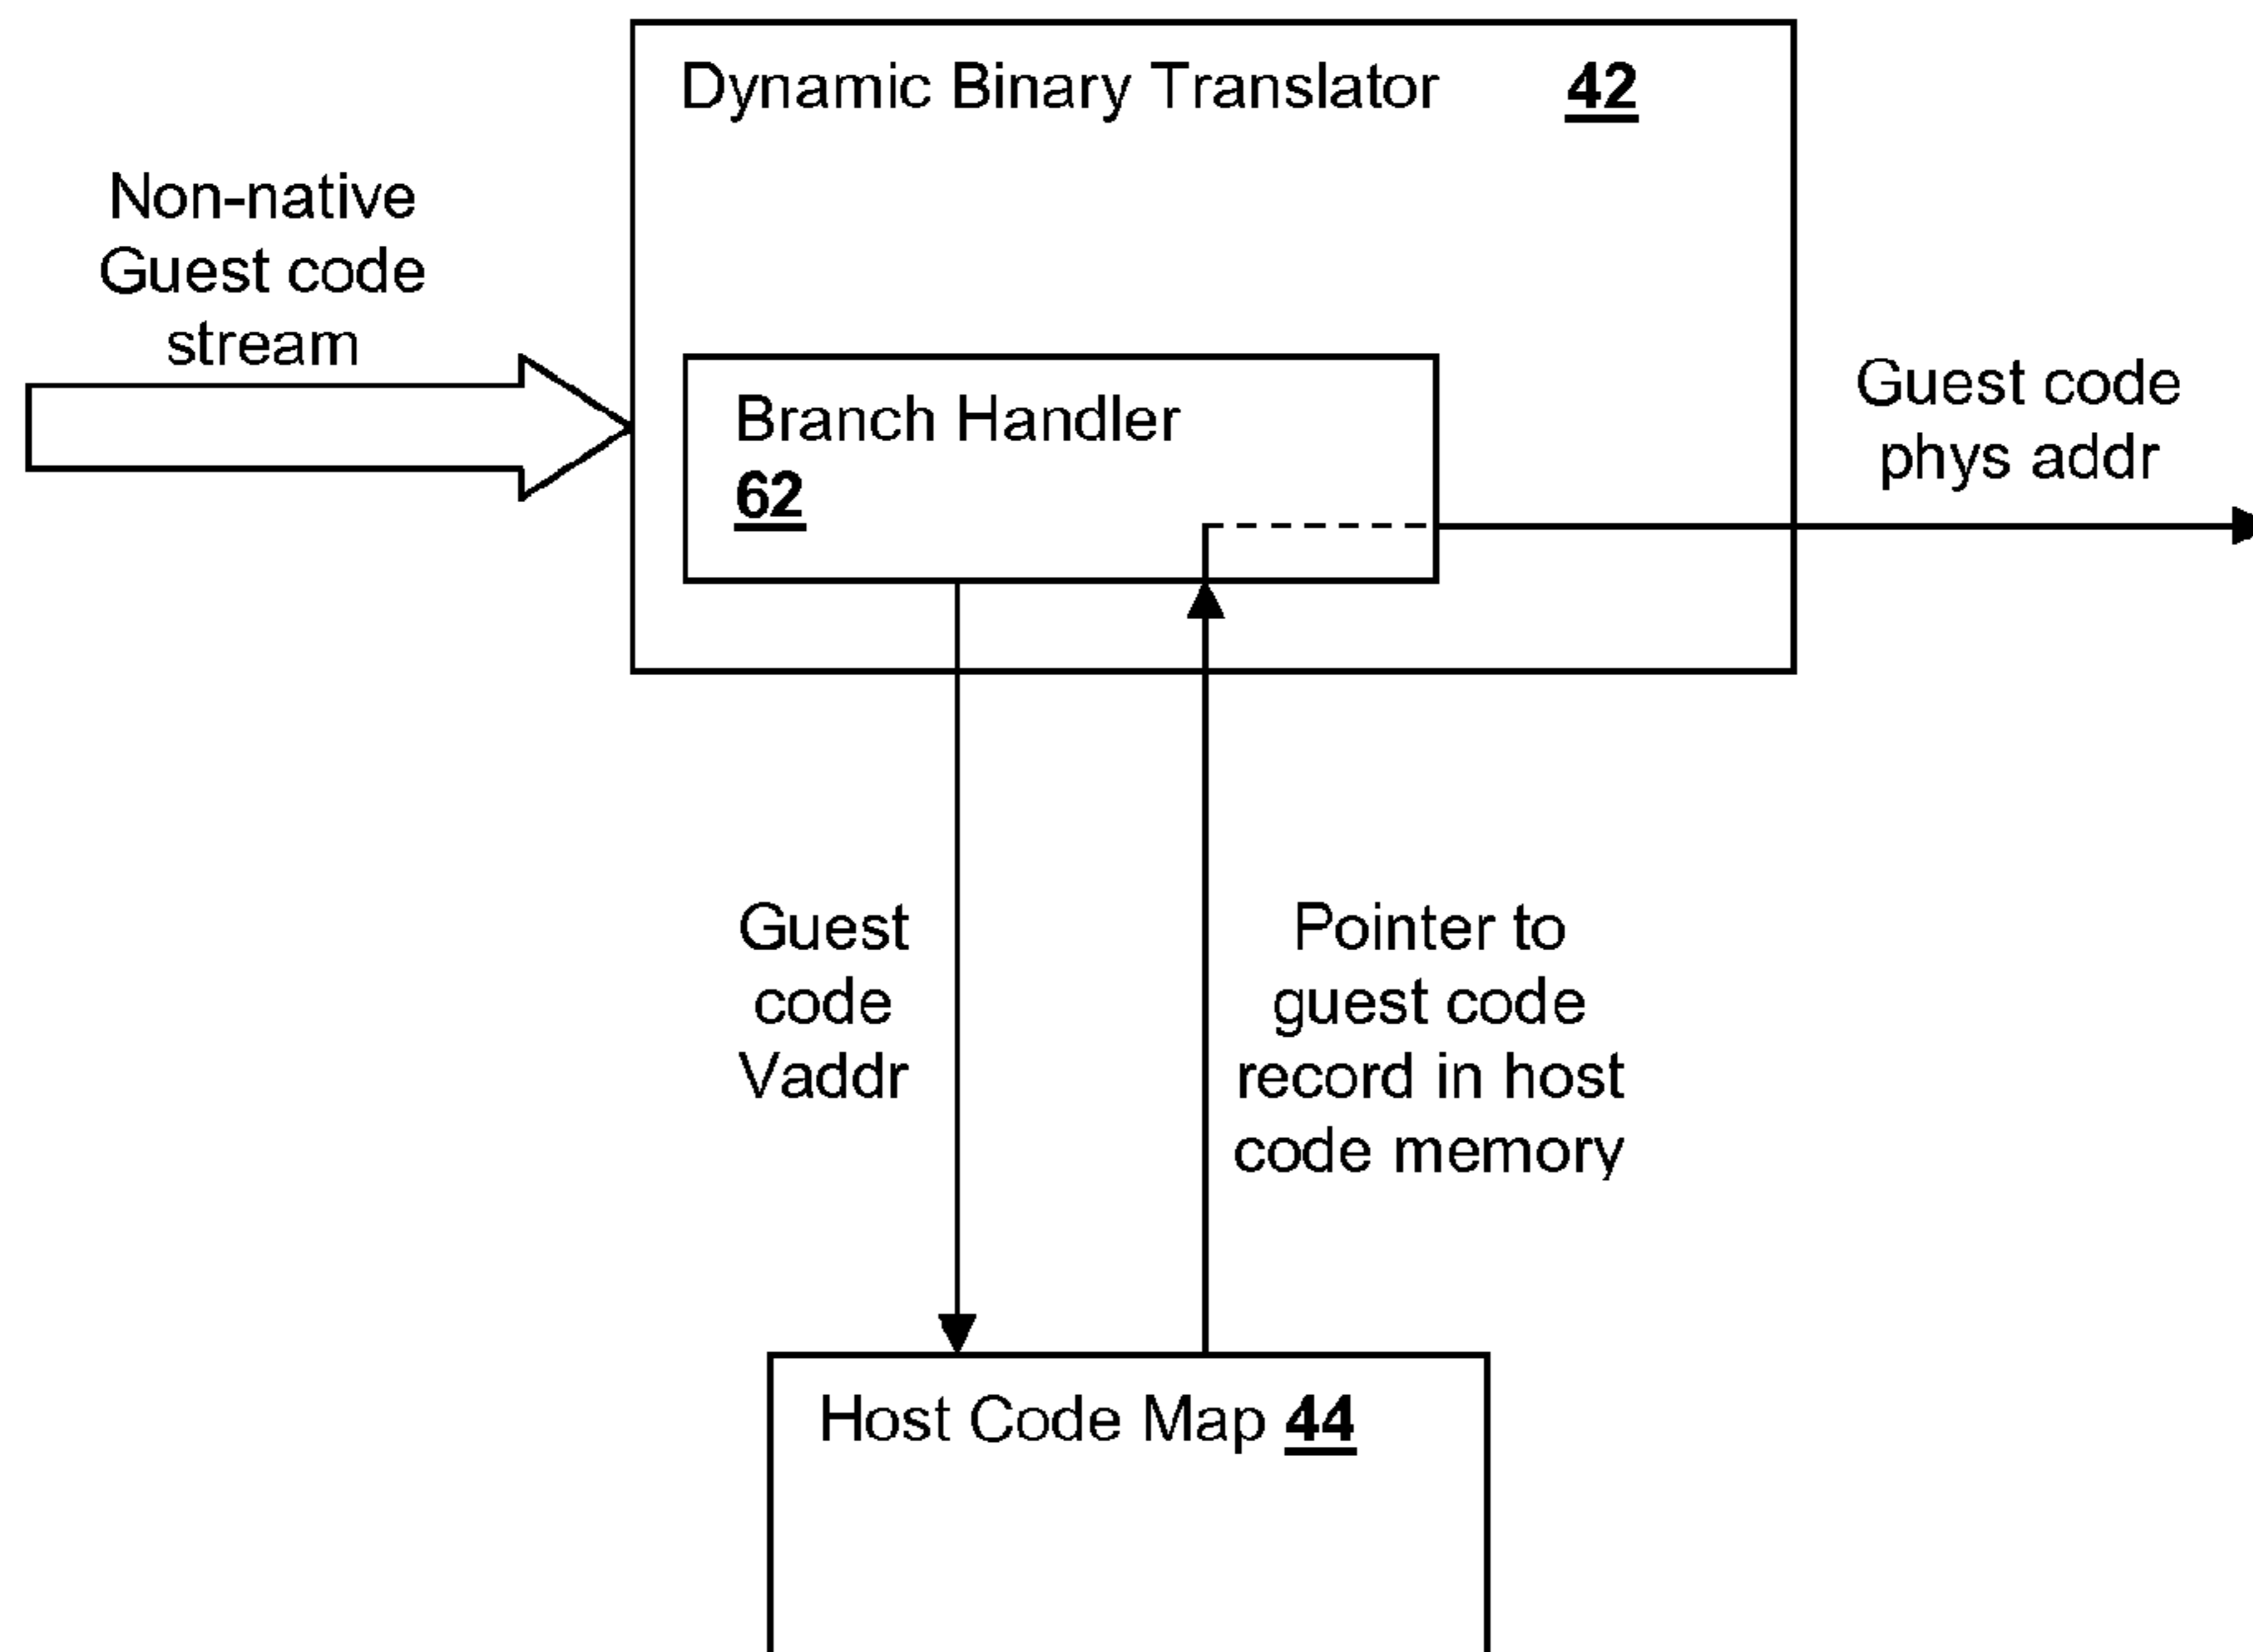 Dynamic Binary Translator 42
Non-native
Guest code
stream
Branch Handler
62
Guest code
phys addr
Guest
code
Vaddr
Pointer to
guest code
record in host
code memory
Host Code Map 44